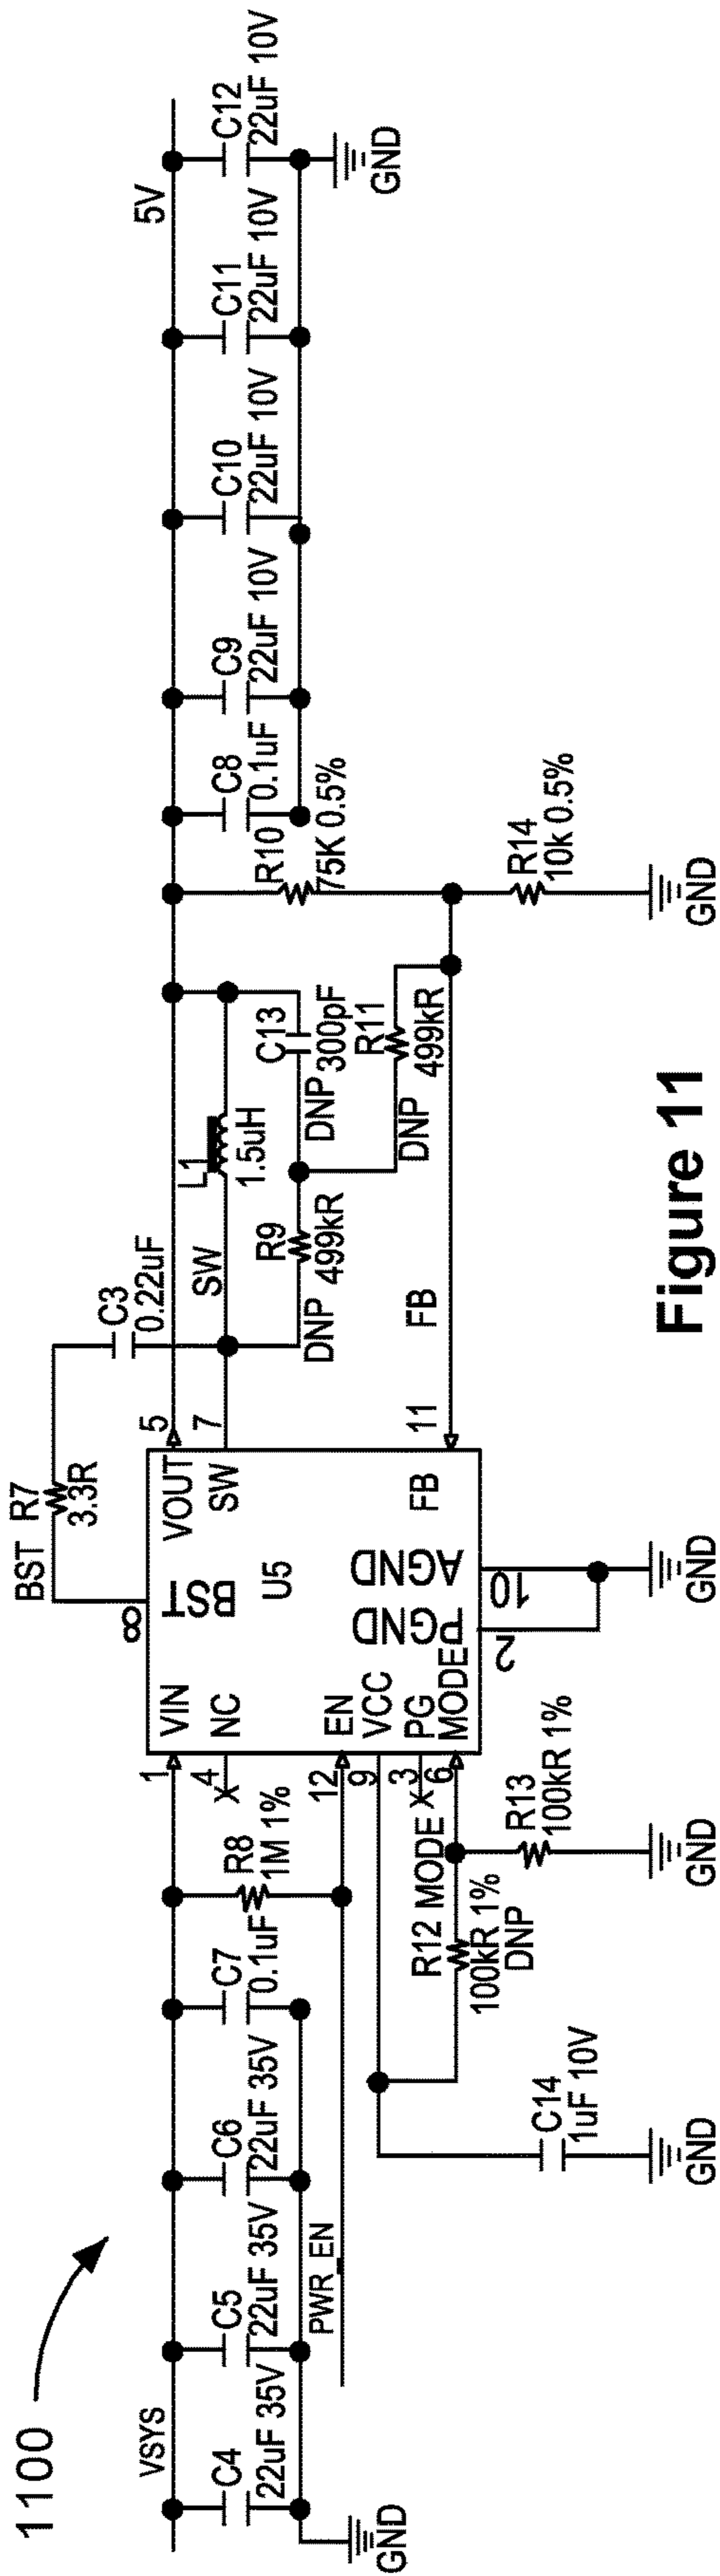 1100
VSYS
C4
22uF 35V
C5
22uF 35V
C6
22uF 35V
C7
0.1uF
GND
R8
1M 1%
PWR_EN
1
4
12
9
3
6
VIN
NC
EN
VCC
PG
MODE
U5
BST
8
VOUT
SW
FB
PGND
AGND
2
10
5
7
11
GND
R12
MODE
100kR 1%
DNP
R13
100kR 1%
GND
C14
1uF 10V
GND
BST
R7
3.3R
C3
0.22uF
SW
L1
1.5uH
R9
499kR
DNP
C13
300pF
DNP
R11
499kR
DNP
FB
R10
75K 0.5%
R14
10k 0.5%
GND
C8
0.1uF
C9
22uF 10V
C10
22uF 10V
C11
22uF 10V
C12
22uF 10V
5V
GND
Figure 11